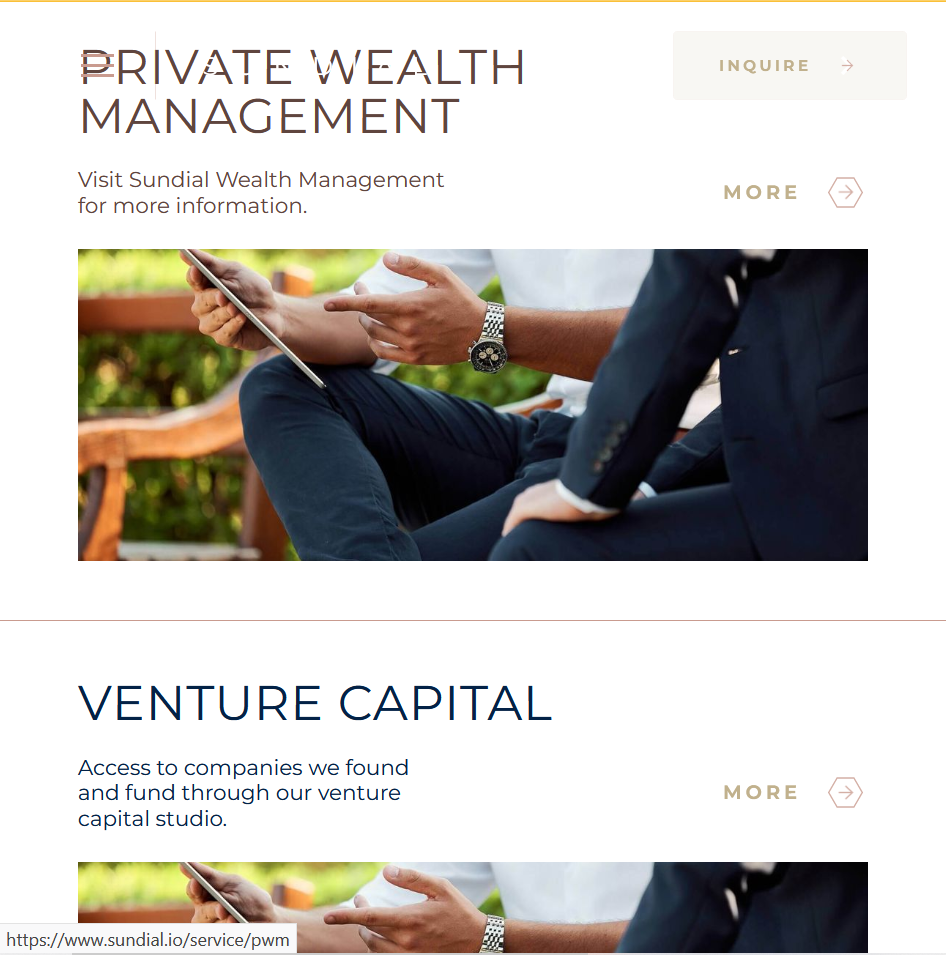 PRIVATE WEALTH
MANAGEMENT
INQUIRE
Visit Sundial Wealth Management
for more information.
MORE
VENTURE CAPITAL
Access to companies we found
and fund through our venture
capital studio.
MORE
https://www.sundial.io/service/pwm